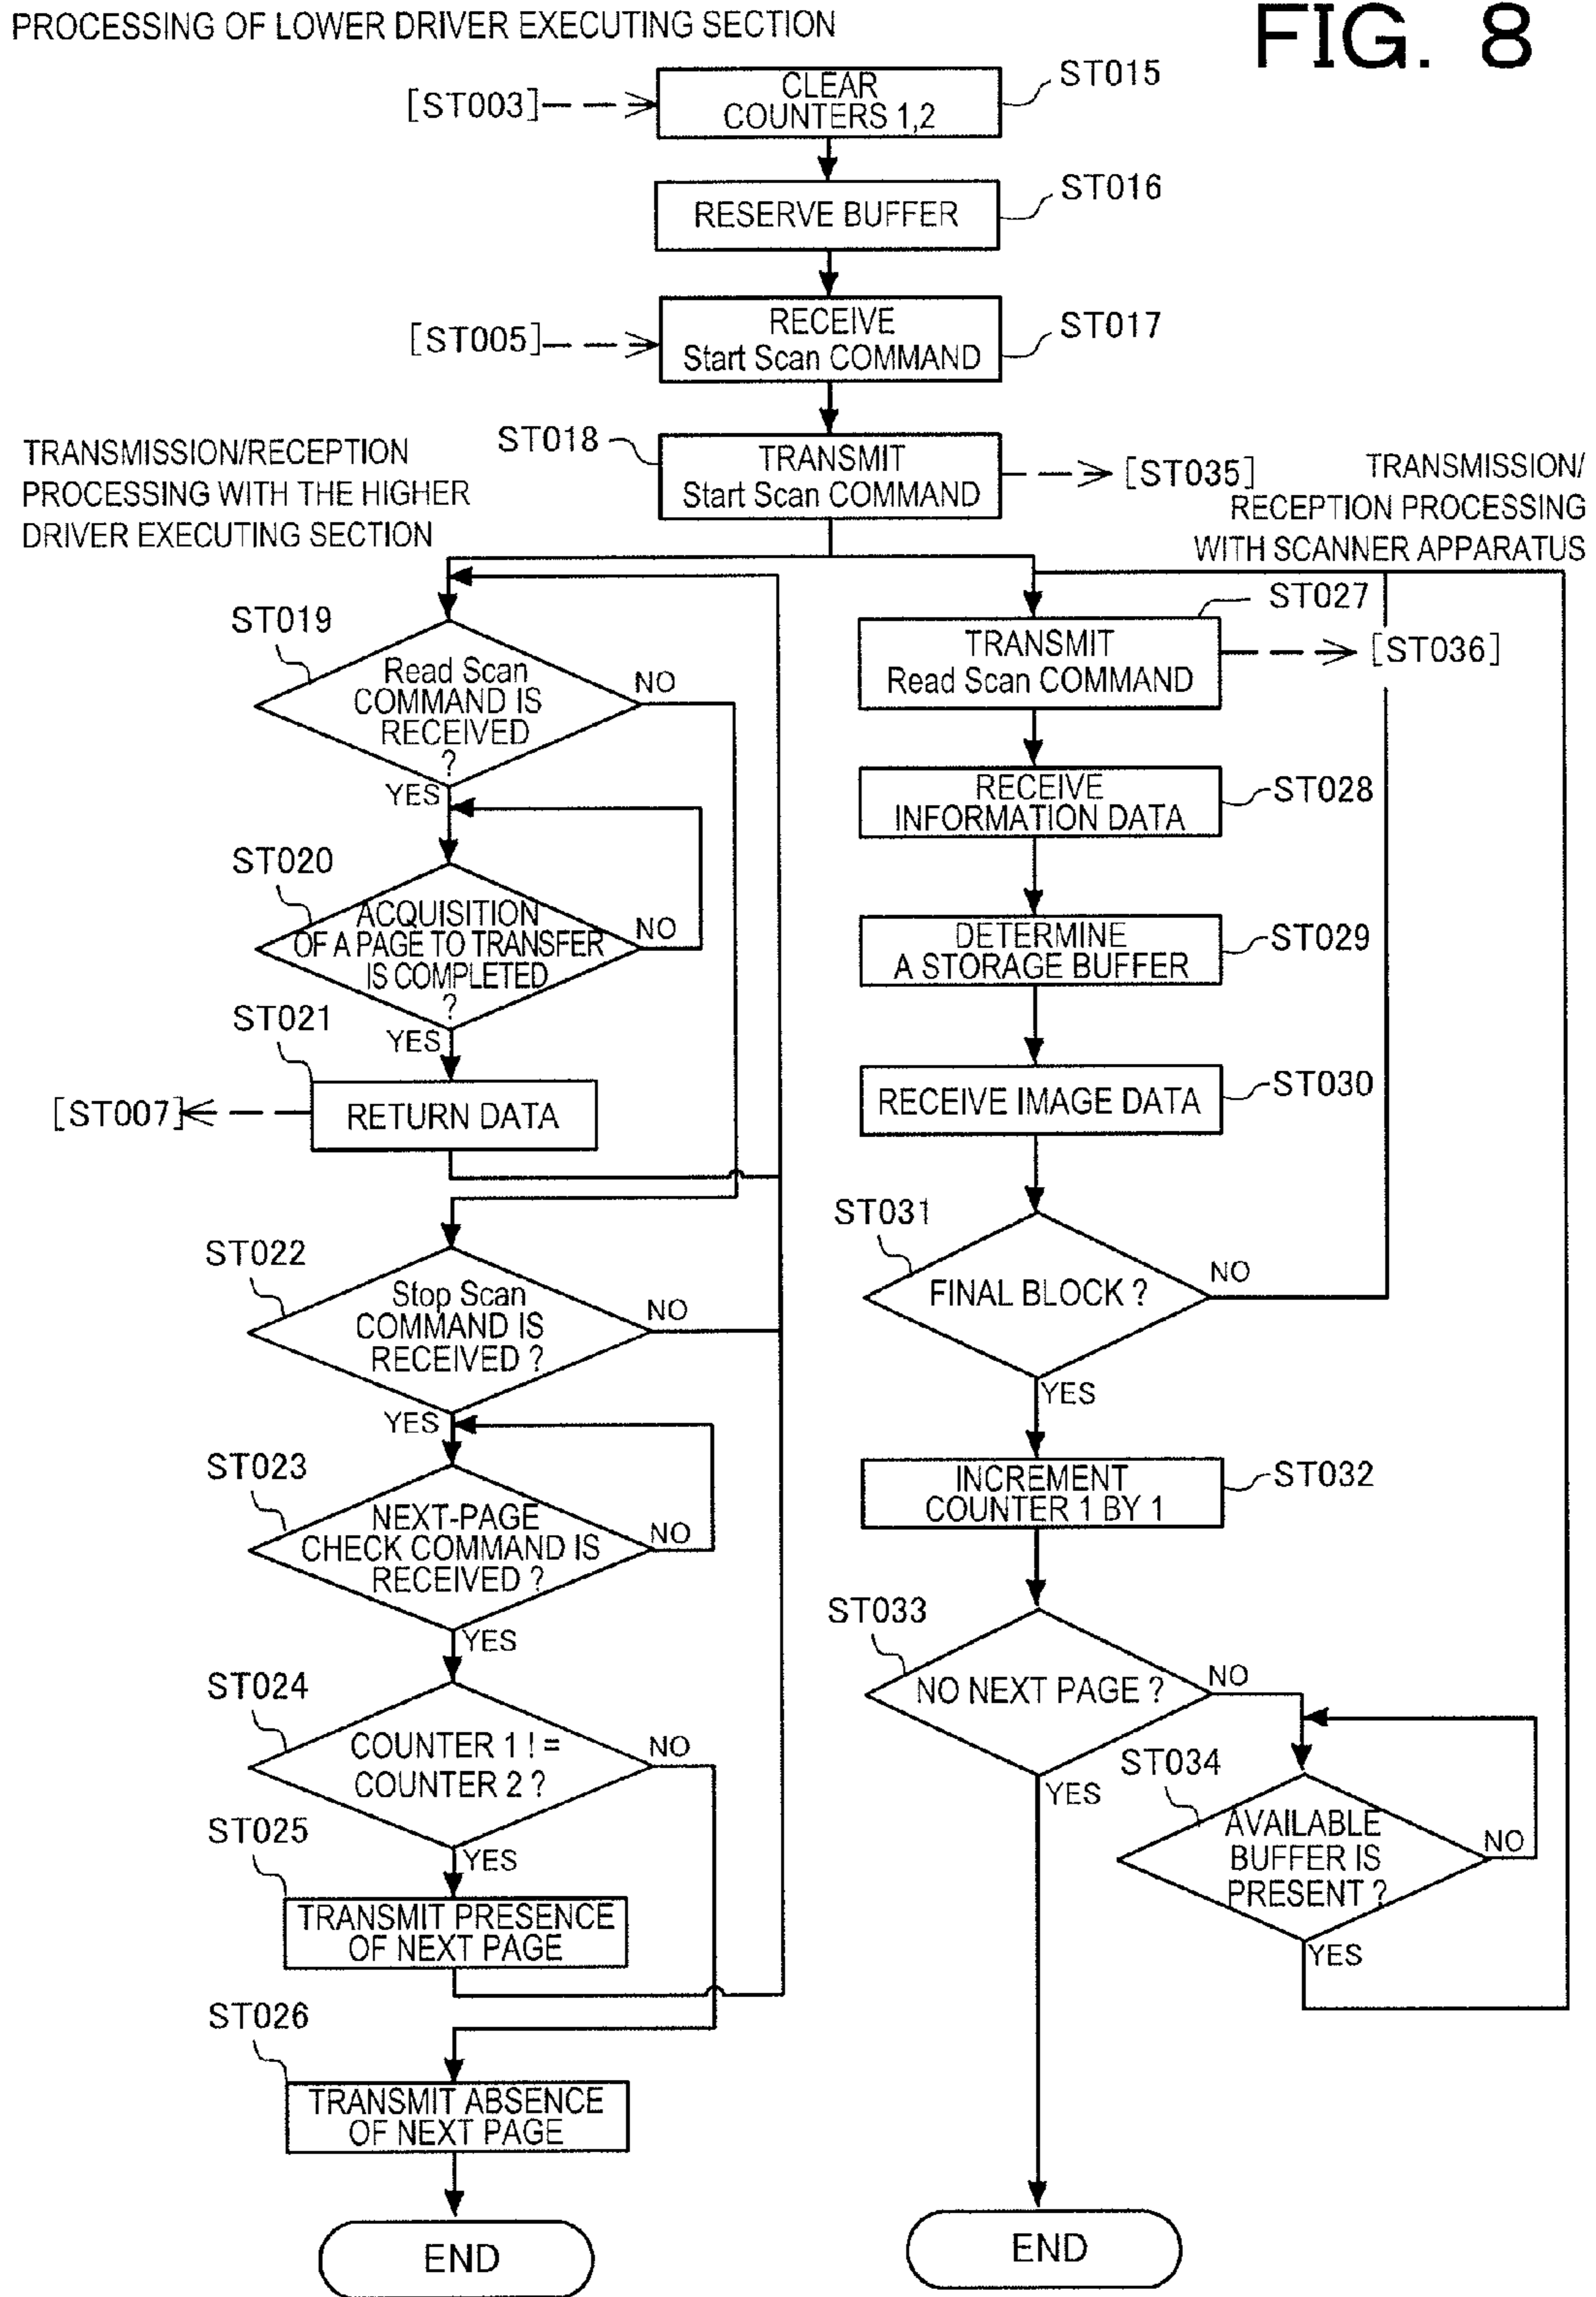 PROCESSING OF LOWER DRIVER EXECUTING SECTION
FIG. 8
[ST003]
CLEAR
COUNTERS 1,2
ST015
RESERVE BUFFER
ST016
[ST005]
RECEIVE
Start Scan COMMAND
ST017
ST018
TRANSMIT
Start Scan COMMAND
[ST035]
TRANSMISSION/RECEPTION
PROCESSING WITH THE HIGHER
DRIVER EXECUTING SECTION
TRANSMISSION/
RECEPTION PROCESSING
WITH SCANNER APPARATUS
ST019
Read Scan
COMMAND IS
RECEIVED
?
NO
YES
ST020
ACQUISITION
OF A PAGE TO TRANSFER
IS COMPLETED
?
NO
YES
ST021
RETURN DATA
[ST007]
ST022
Stop Scan
COMMAND IS
RECEIVED ?
NO
YES
ST023
NEXT-PAGE
CHECK COMMAND IS
RECEIVED ?
NO
YES
ST024
COUNTER 1 ! =
COUNTER 2 ?
NO
YES
ST025
TRANSMIT PRESENCE
OF NEXT PAGE
ST026
TRANSMIT ABSENCE
OF NEXT PAGE
END
ST027
TRANSMIT
Read Scan COMMAND
[ST036]
RECEIVE
INFORMATION DATA
ST028
DETERMINE
A STORAGE BUFFER
ST029
RECEIVE IMAGE DATA
ST030
ST031
FINAL BLOCK ?
NO
YES
INCREMENT
COUNTER 1 BY 1
ST032
ST033
NO NEXT PAGE ?
NO
YES
ST034
AVAILABLE
BUFFER IS
PRESENT ?
NO
YES
END